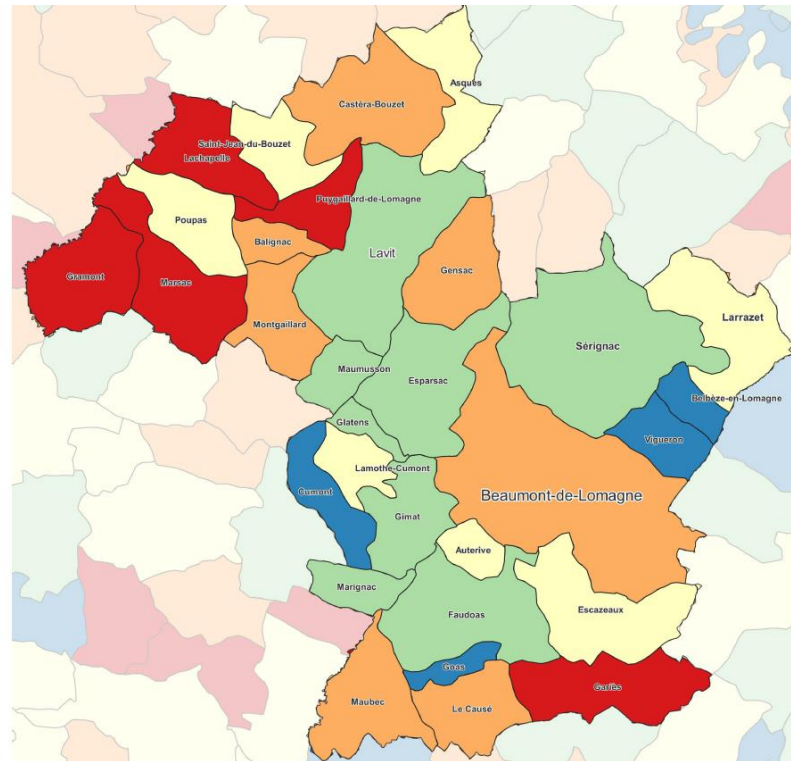 Asques
Castéra-Bouzet
Saint-Jean-du-Bouzet
Lachapelle
Puygaillard-de-Lomagne
Poupas
Balignac
Lavit
Gensac
Gramont
Marsac
Montgaillard
Larrazet
Sérignac
Maumusson
Esparsac
Belbèze-en-Lomagne
Glatens
Vigueron
Lamothe-Cumont
Cumont
Beaumont-de-Lomagne
Gimat
Auterive
Marignac
Faudoas
Escazeaux
Goas
Gariès
Maubec
Le Causé